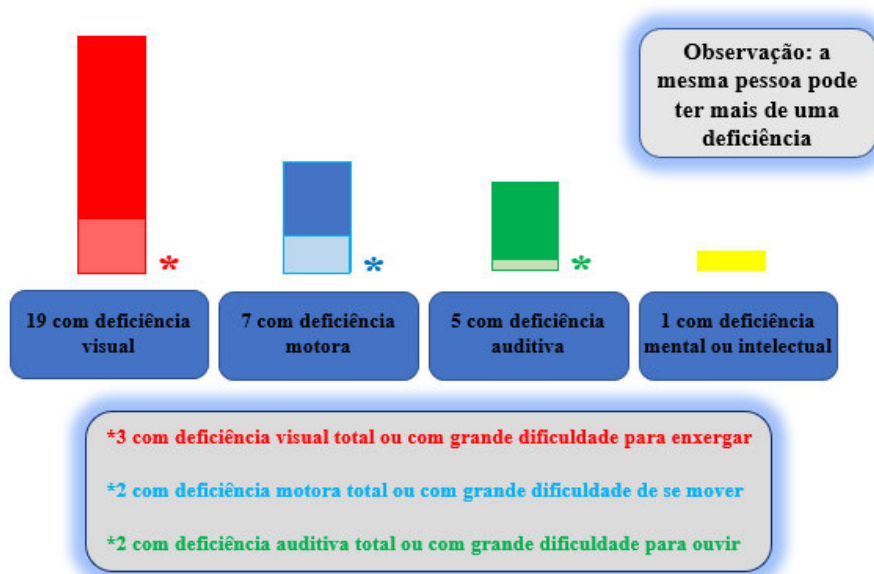 Observação: a
mesma pessoa pode
ter mais de uma
deficiência
*
*
*
19 com deficiência
visual
7 com deficiência
motora
5 com deficiência
auditiva
1 com deficiência
mental ou intelectual
*3 com deficiência visual total ou com grande dificuldade para enxergar
*2 com deficiência motora total ou com grande dificuldade de se mover
*2 com deficiência auditiva total ou com grande dificuldade para ouvir